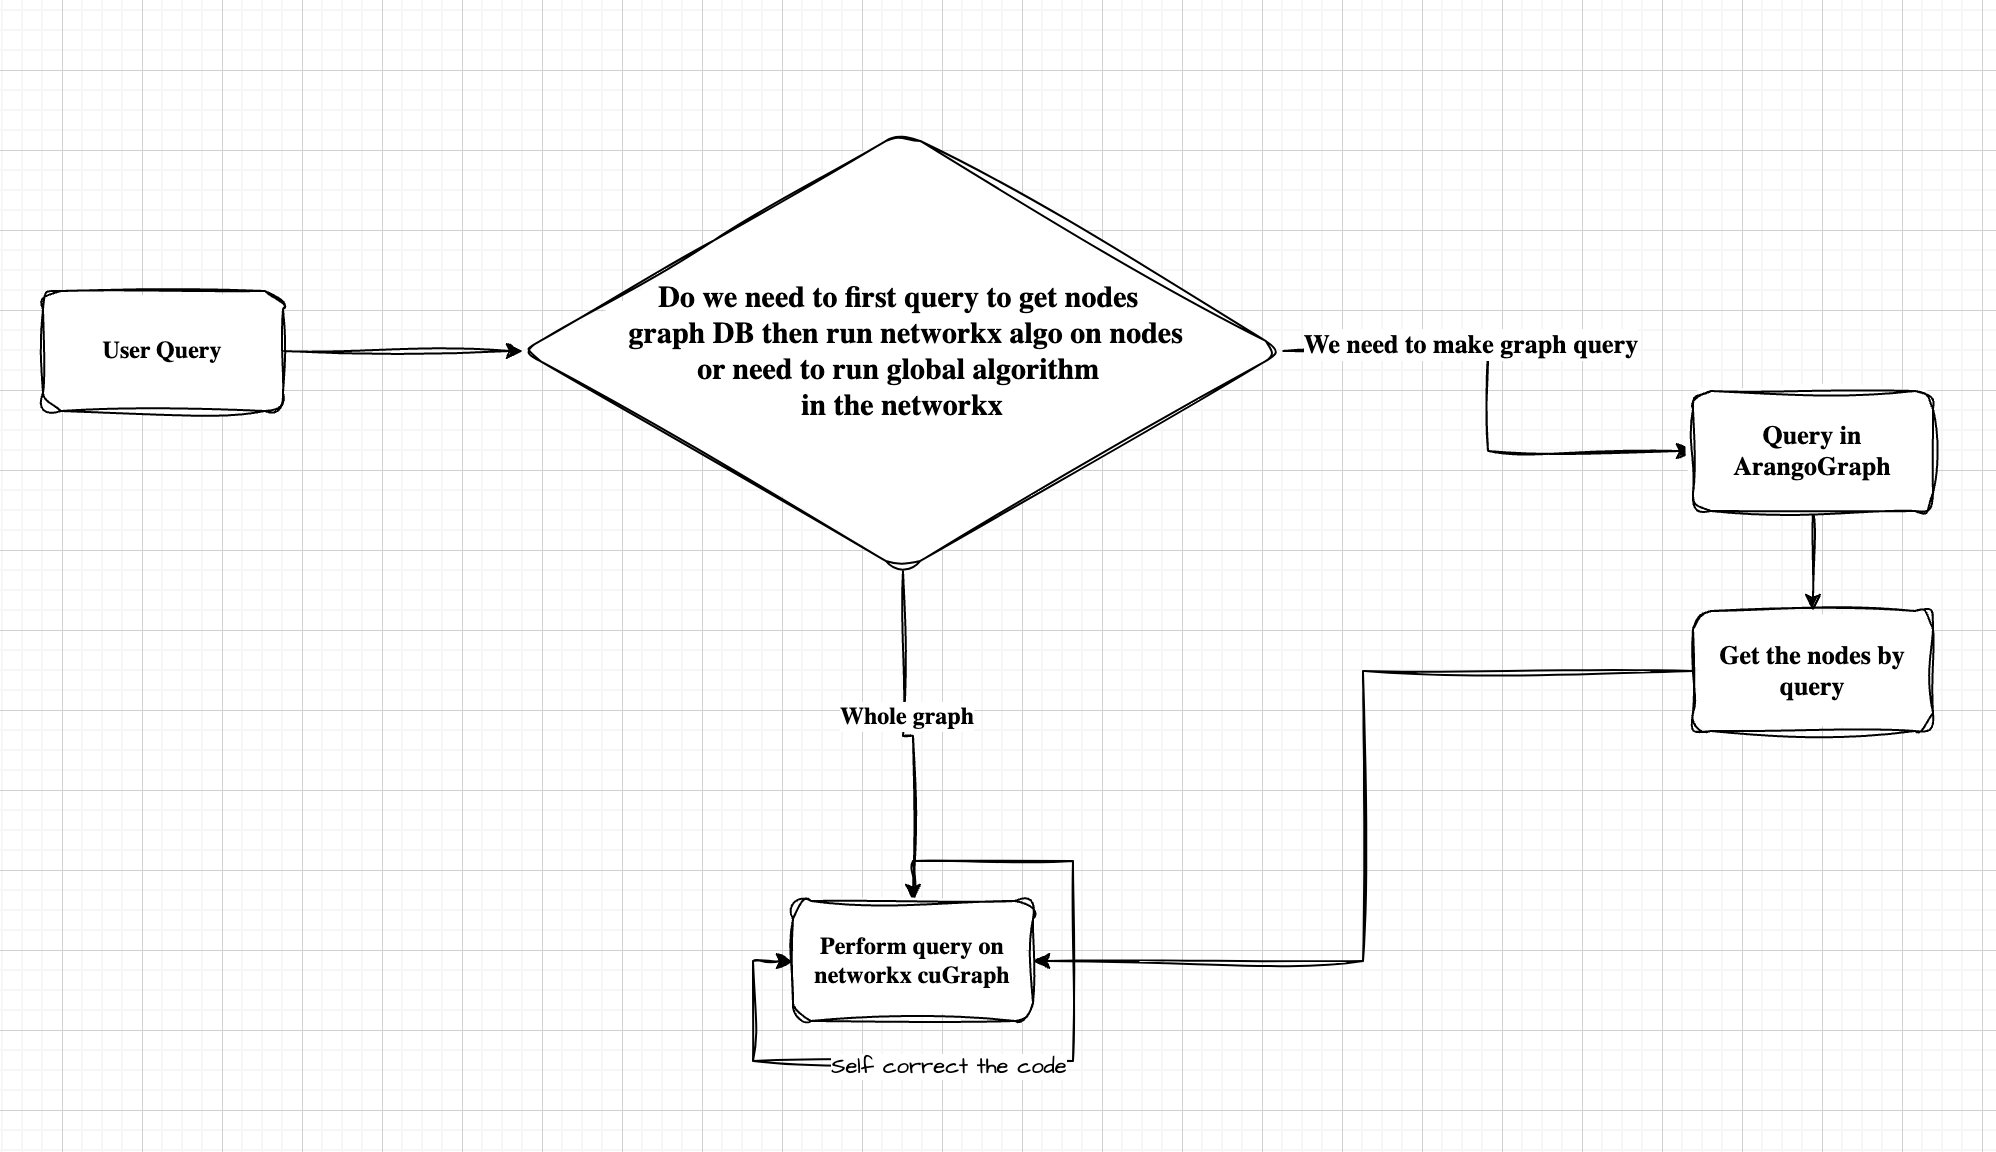 User Query
Do we need to first query to get nodes
graph DB then run networkx algo on nodes
or need to run global algorithm
in the networkx
We need to make graph query
Query in
ArangoGraph
Get the nodes by
query
Whole graph
Perform query on
networkx cuGraph
Self correct the code